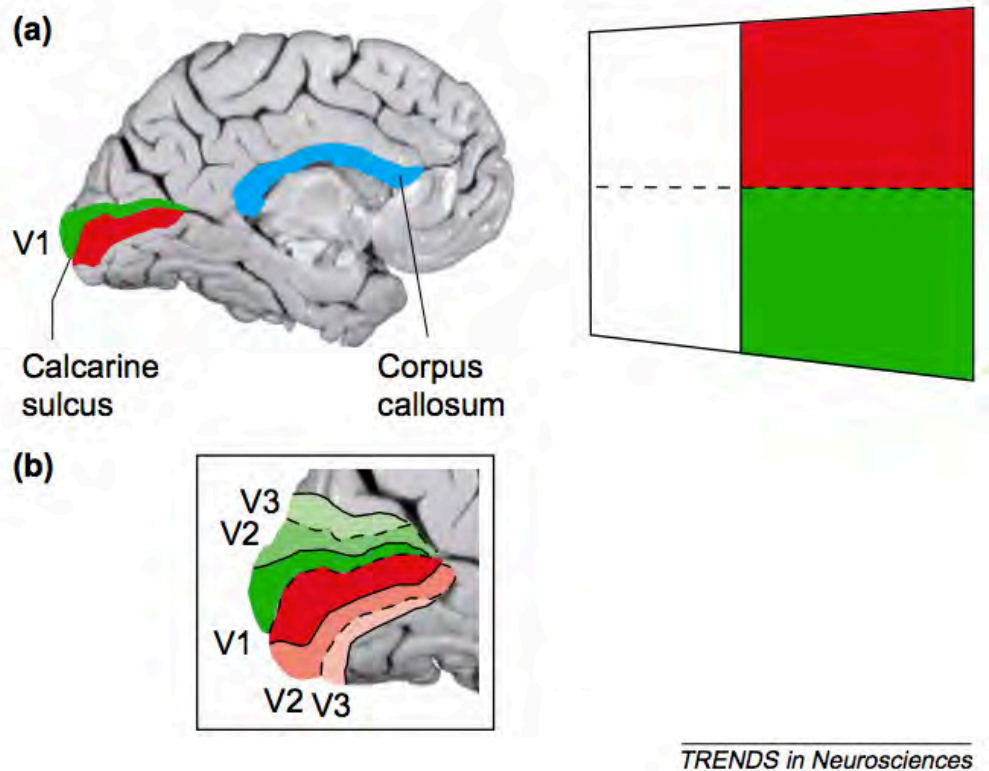 (a)
V1
Calcarine
sulcus
Corpus
callosum
(b)
V3
V2
V1
V2 V3
TRENDS in Neurosciences